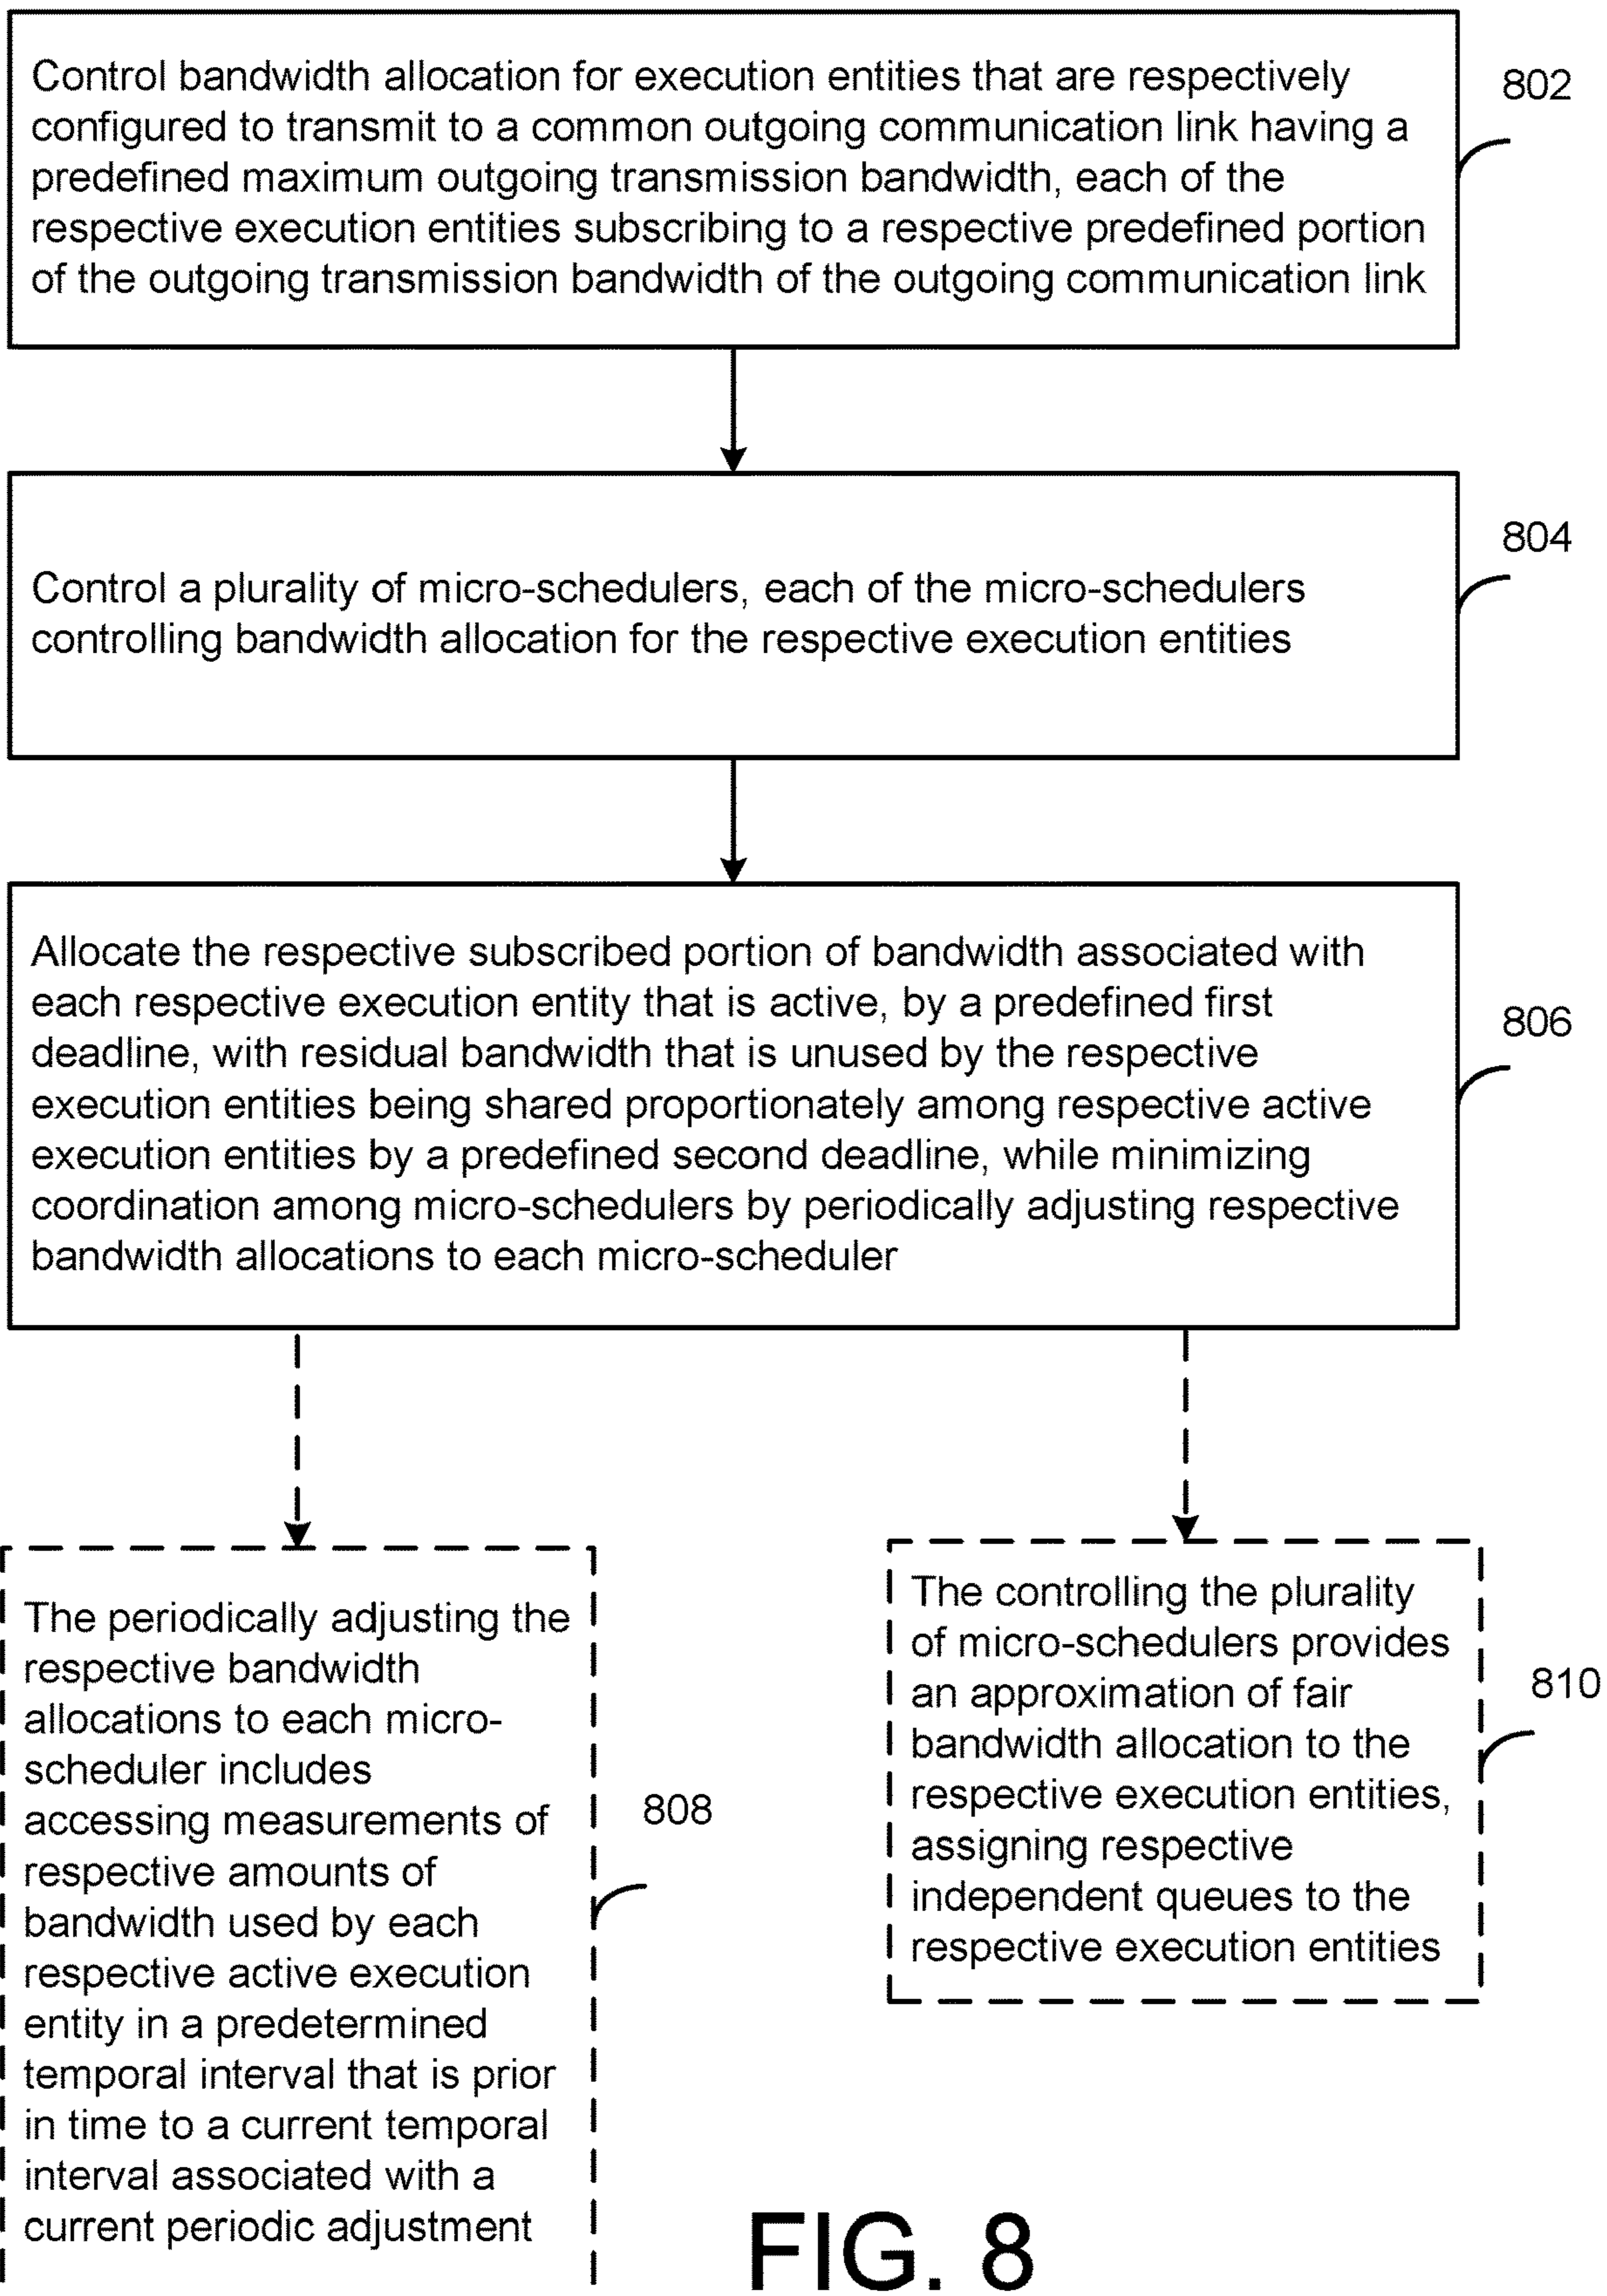 Control bandwidth allocation for execution entities that are respectively
configured to transmit to a common outgoing communication link having a
predefined maximum outgoing transmission bandwidth, each of the
respective execution entities subscribing to a respective predefined portion
of the outgoing transmission bandwidth of the outgoing communication link
802
Control a plurality of micro-schedulers, each of the micro-schedulers
controlling bandwidth allocation for the respective execution entities
804
Allocate the respective subscribed portion of bandwidth associated with
each respective execution entity that is active, by a predefined first
deadline, with residual bandwidth that is unused by the respective
execution entities being shared proportionately among respective active
execution entities by a predefined second deadline, while minimizing
coordination among micro-schedulers by periodically adjusting respective
bandwidth allocations to each micro-scheduler
806
The periodically adjusting the
respective bandwidth
allocations to each micro-
scheduler includes
accessing measurements of
respective amounts of
bandwidth used by each
respective active execution
entity in a predetermined
temporal interval that is prior
in time to a current temporal
interval associated with a
current periodic adjustment
808
The controlling the plurality
of micro-schedulers provides
an approximation of fair
bandwidth allocation to the
respective execution entities,
assigning respective
independent queues to the
respective execution entities
810
FIG. 8